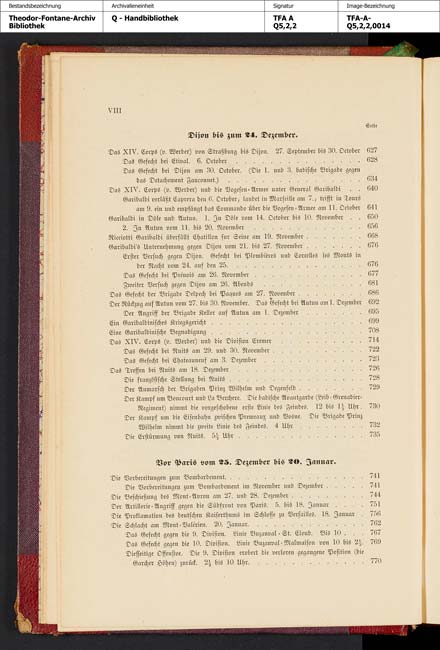 Bestandsbezeichnung
Theodor-Fontane-Archiv
Bibliothek
Archivalieneinheit
Q - Handbibliothek
Signatur
TFA A
Q5,2,2
Image-Bezeichnung
TFA-A-
Q5,2,2,0014
VIII
Dijon bis zum 24. Dezember.
Seite
Das XIV. Corps (v. Werder) von Straßburg bis Dijon. 27. September bis 30. October 627
Das Gefecht bei Etival. 6. October 628
Das Gefecht bei Dijon am 30. October. (Die 1. und 3. badische Brigade gegen
das Detachement Fauconnet.) 634
Das XIV. Corps (v. Werder) und die Vogesen-Armee unter General Garibaldi 640
Garibaldi verläßt Caprera den 6. October, landet in Marseille am 7., trifft in Tours
am 9. ein und empfängt das Commando über die Vogesen-Armee am 11. October 641
Garibaldi in Dôle und Autun. 1. In Dôle vom 14. October bis 10. November 650
2. In Autun vom 11. bis 20. November 656
Ricciotti Garibaldi überfällt Chatillon sur Seine am 19. November 668
Garibaldi's Unternehmung gegen Dijon vom 21. bis 27. November 676
Erster Versuch gegen Dijon. Gefecht bei Plombières und Corcelles les Monts in
der Nacht vom 24. auf den 25. 676
Das Gefecht bei Prénois am 26. November 677
Zweiter Versuch gegen Dijon am 26. Abends 681
Das Gefecht der Brigade Delpech bei Pasques am 27. November 686
Der Rückzug auf Autun vom 27. bis 30. November. Das Gefecht bei Autun am 1. Dezember 692
Der Angriff der Brigade Keller auf Autun am 1. Dezember 695
Ein Garibaldinisches Kriegsgericht 699
Eine Garibaldinische Begnadigung 708
Das XIV. Corps (v. Werder) und die Division Cremer 714
Das Gefecht bei Nuits am 29. und 30. November 722
Das Gefecht bei Chateauneuf am 3. Dezember 723
Das Treffen bei Nuits am 18. Dezember 726
Die französische Stellung bei Nuits 728
Der Anmarsch der Brigaden Prinz Wilhelm und Degenfeld 729
Der Kampf um Boncourt und La Berchere. Die badische Avantgarde (Leib-Grenadier-
Regiment) nimmt die vorgeschobene erste Linie des Feindes. 12 bis 1½ Uhr 730
Der Kampf um die Eisenbahn zwischen Premeaux und Vosne. Die Brigade Prinz
Wilhelm nimmt die zweite Linie des Feindes. 4 Uhr 732
Die Erstürmung von Nuits. 5½ Uhr 735
Vor Paris vom 25. Dezember bis 20. Januar.
Die Vorbereitungen zum Bombardement. 741
Die Vorbereitungen zum Bombardement im November und Dezember 741
Die Beschießung des Mont-Avron am 27. und 28. Dezember 744
Der Artillerie-Angriff gegen die Südfront von Paris. 5. bis 18. Januar 751
Die Proklamation des deutschen Kaiserthums im Schlosse zu Versailles. 18. Januar 756
Die Schlacht am Mont-Valérien. 20. Januar. 762
Das Gefecht gegen die 9. Division. Linie Buzanval-St. Cloud. Bis 10 767
Das Gefecht gegen die 10. Division. Linie Buzanval-Malmaison von 10 bis 2½ 769
Diesseitige Offensive. Die 9. Division erobert die verloren gegangene Position (die
Garcher Höhen) zurück. 2½ bis 10 Uhr. 770